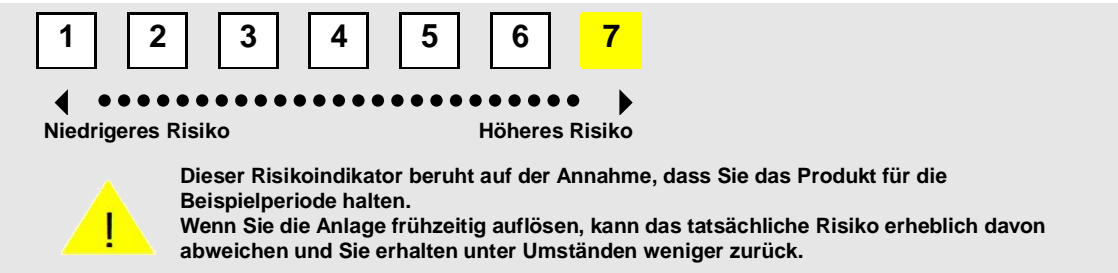 1 2 3 4 5 6 7
Niedrigeres Risiko Höheres Risiko
Dieser Risikoindikator beruht auf der Annahme, dass Sie das Produkt für die
Beispielperiode halten.
Wenn Sie die Anlage frühzeitig auflösen, kann das tatsächliche Risiko erheblich davon
abweichen und Sie erhalten unter Umständen weniger zurück.
!